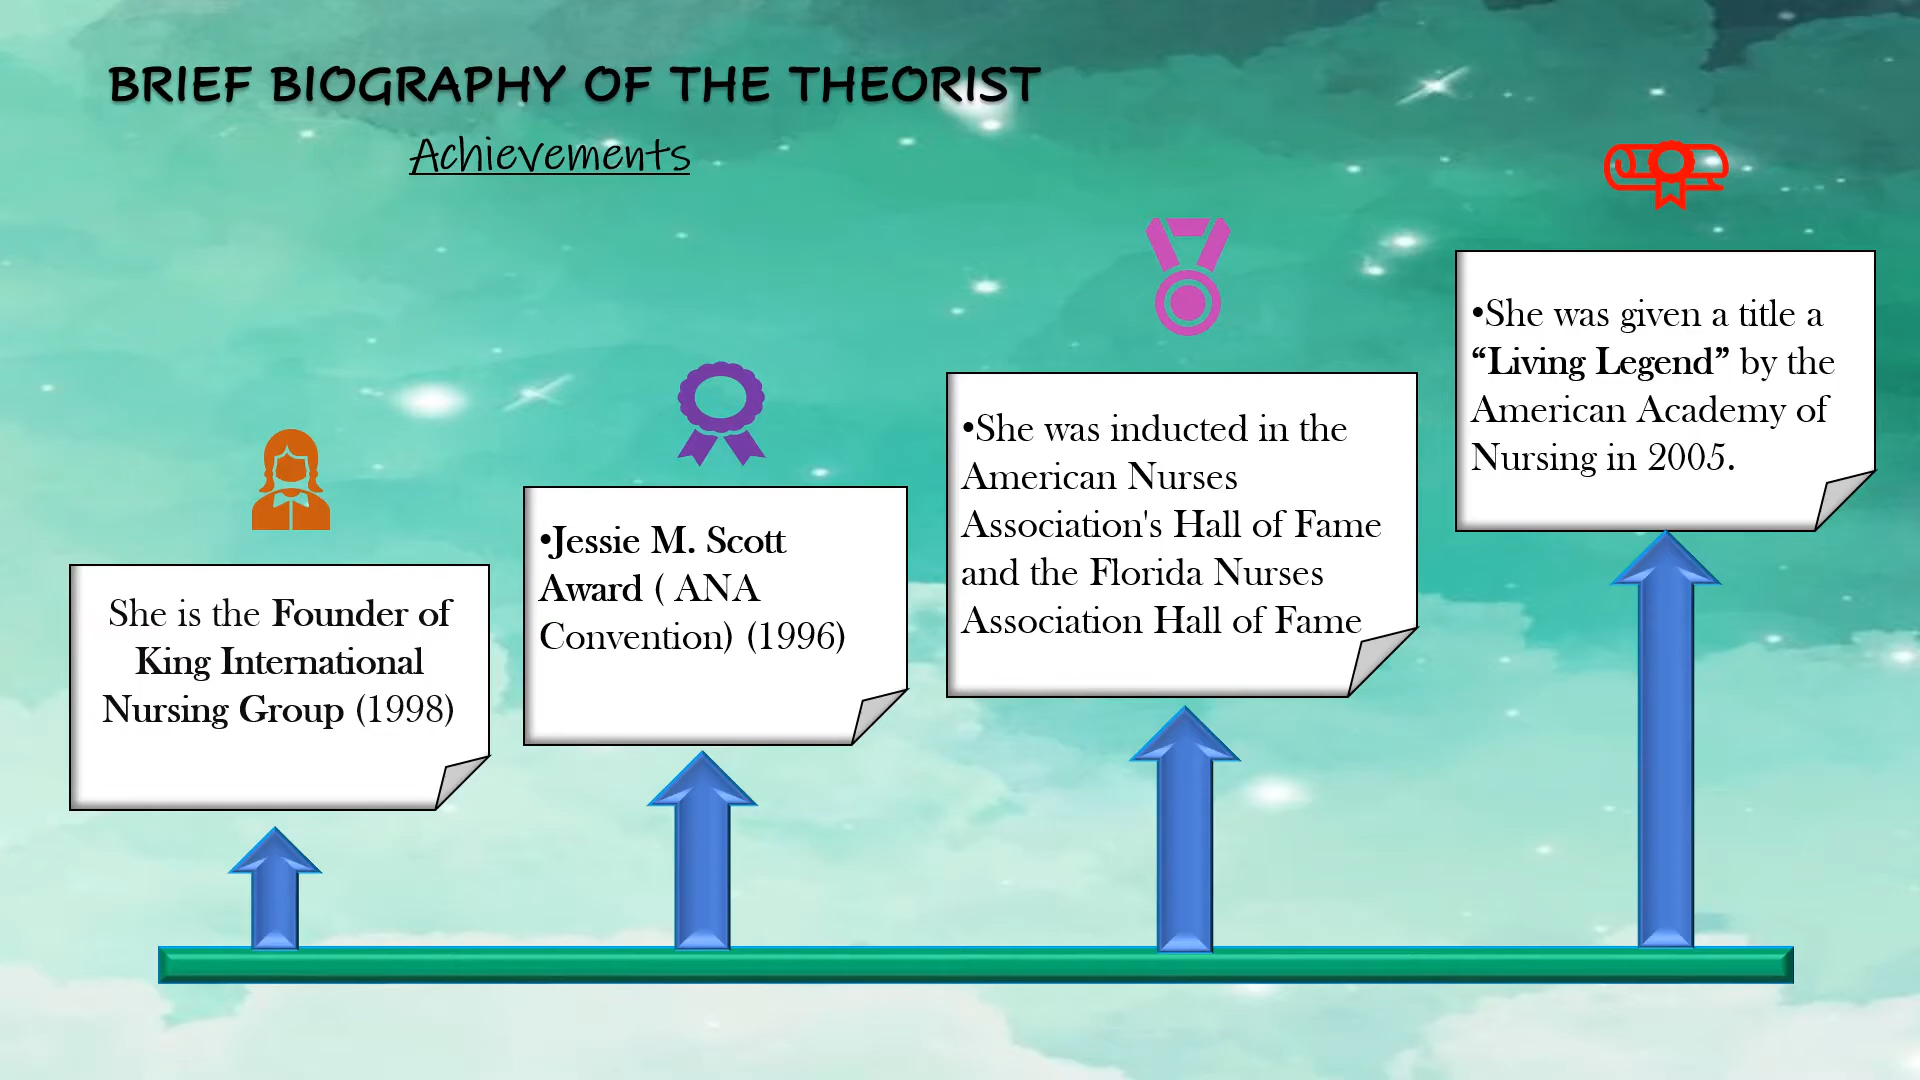 BRIEF BIOGRAPHY OF THE THEORIST
Achievements
She is the Founder of
King International
Nursing Group (1998)
•Jessie M. Scott
Award ( ANA
Convention) (1996)
•She was inducted in the
American Nurses
Association's Hall of Fame
and the Florida Nurses
Association Hall of Fame
•She was given a title a
“Living Legend” by the
American Academy of
Nursing in 2005.